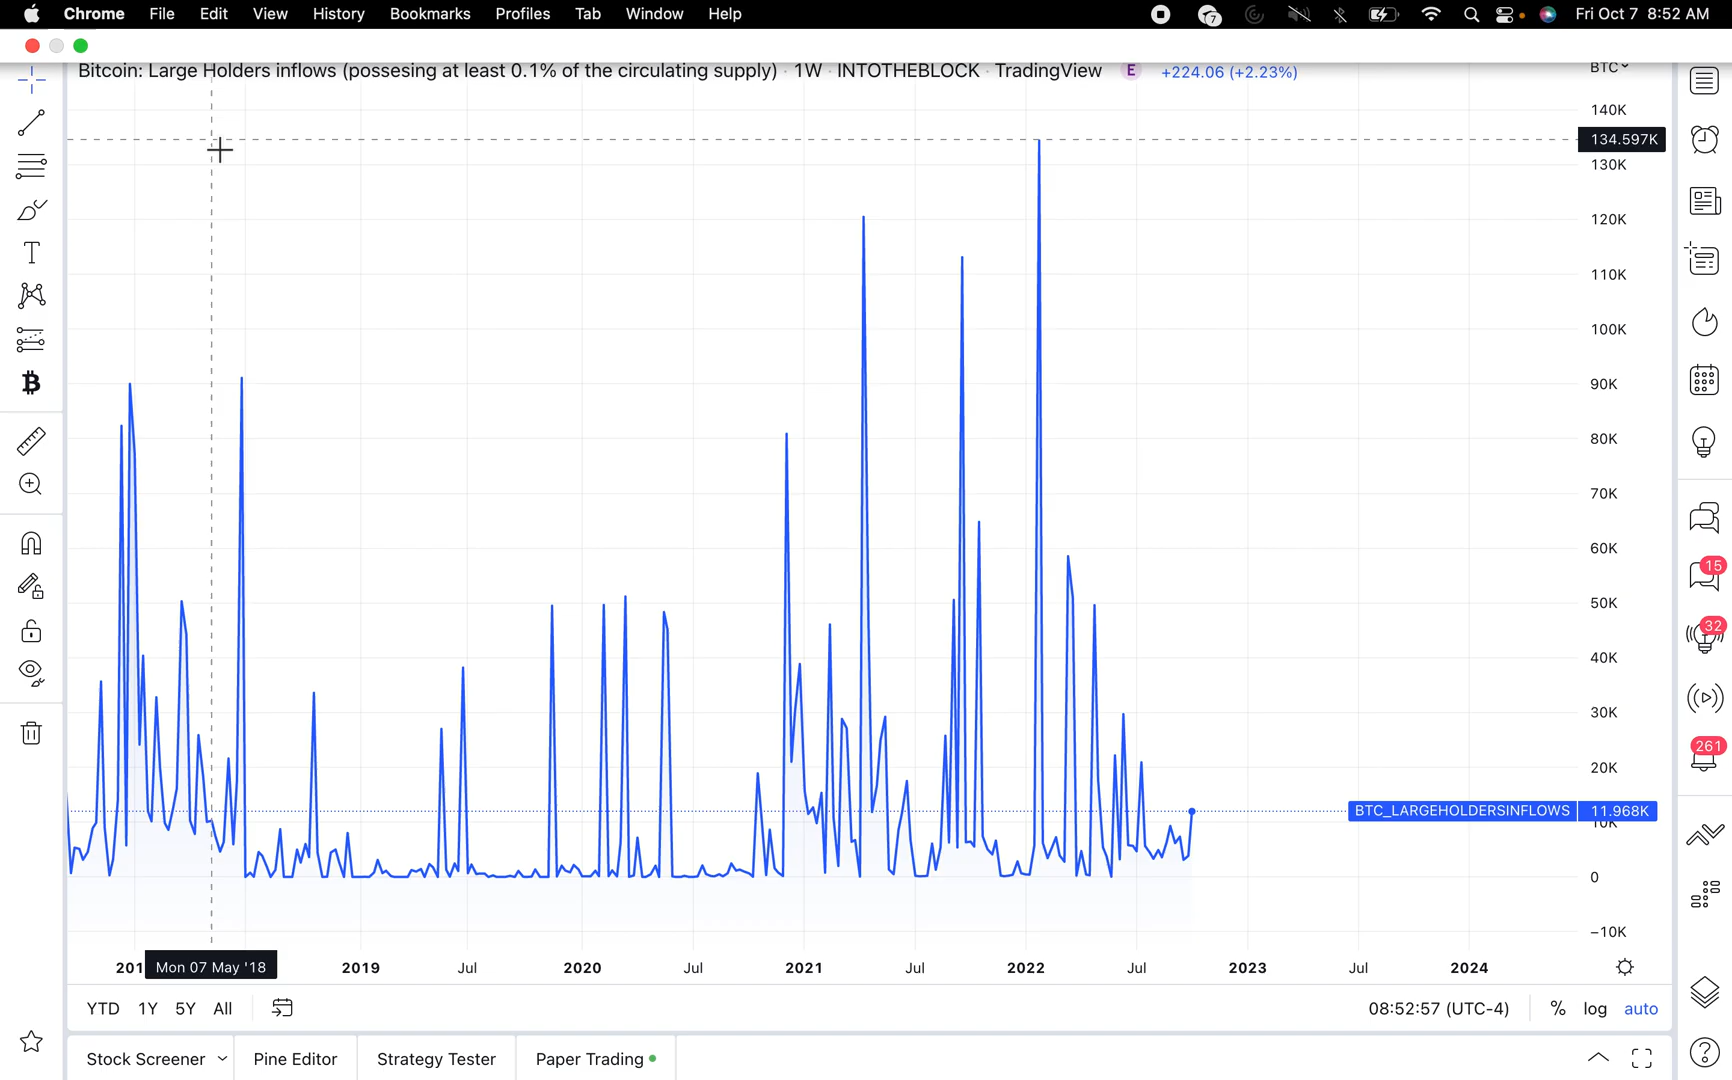 Chrome File Edit View History Bookmarks Profiles Tab Window Help 7 Fri Oct 7 8:52 AM
Bitcoin: Large Holders inflows (possesing at least 0.1% of the circulating supply) · 1W · INTOTHEBLOCK · TradingView E +224.06 (+2.23%)
BTC
140K
134.597K
130K
120K
110K
100K
90K
80K
70K
60K
50K
40K
30K
20K
BTC_LARGEHOLDERSINFLOWS 11.968K
10K
0
−10K
T
15
32
261
201 Mon 07 May '18 2019 Jul 2020 Jul 2021 Jul 2022 Jul 2023 Jul 2024
YTD 1Y 5Y All 08:52:57 (UTC-4) % log auto
Stock Screener Pine Editor Strategy Tester Paper Trading